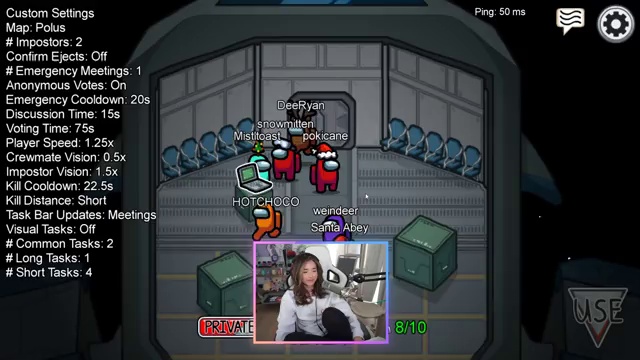 Custom Settings
Map: Polus
# Impostors: 2
Confirm Ejects: Off
# Emergency Meetings: 1
Anonymous Votes: On
Emergency Cooldown: 20s
Discussion Time: 15s
Voting Time: 75s
Player Speed: 1.25x
Crewmate Vision: 0.5x
Impostor Vision: 1.5x
Kill Cooldown: 22.5s
Kill Distance: Short
Task Bar Updates: Meetings
Visual Tasks: Off
# Common Tasks: 2
# Long Tasks: 1
# Short Tasks: 4
Ping: 50 ms
DeeRyan
snowmitten
Mistltoast
pokicane
HOTCHOCO
weindeer
Santa Abey
PRIVATE
8/10
USE